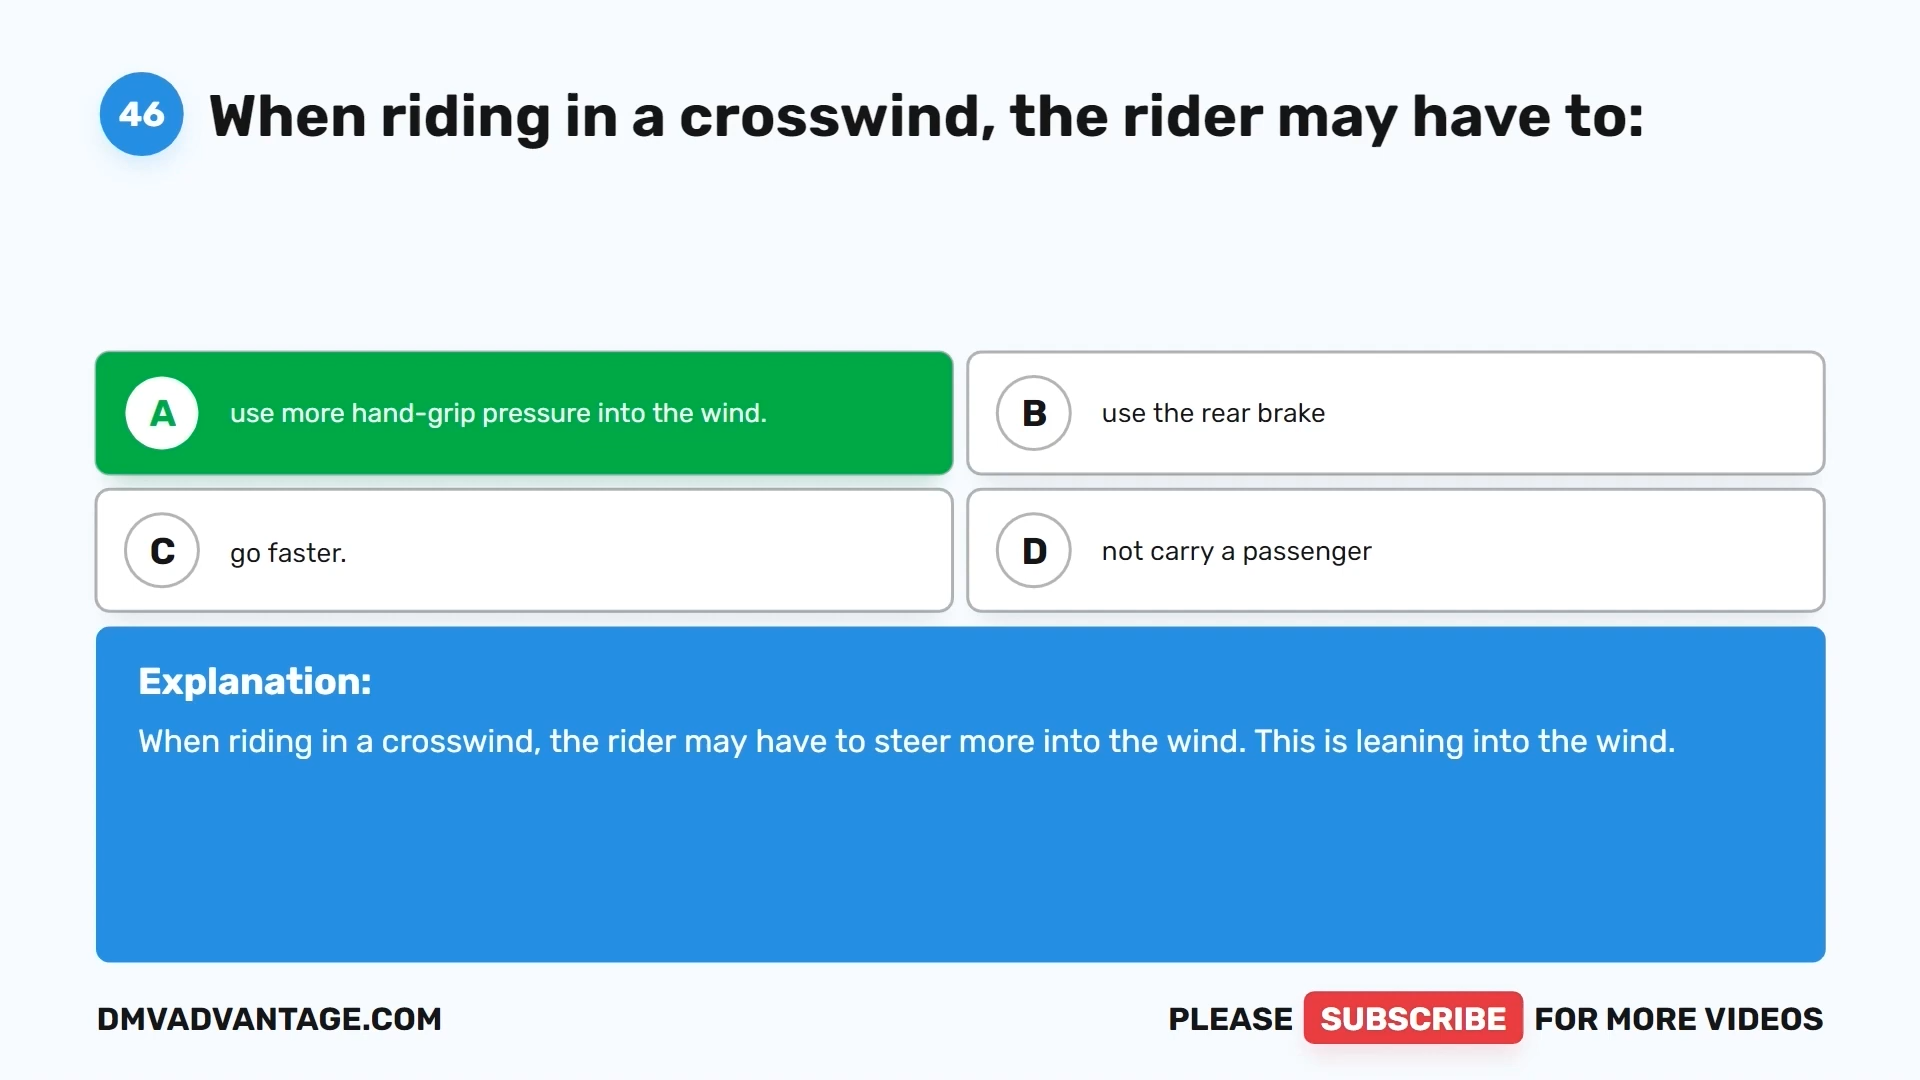 46 When riding in a crosswind, the rider may have to:
A use more hand-grip pressure into the wind.
B use the rear brake
C go faster.
D not carry a passenger
Explanation:
When riding in a crosswind, the rider may have to steer more into the wind. This is leaning into the wind.
DMVADVANTAGE.COM
PLEASE SUBSCRIBE FOR MORE VIDEOS